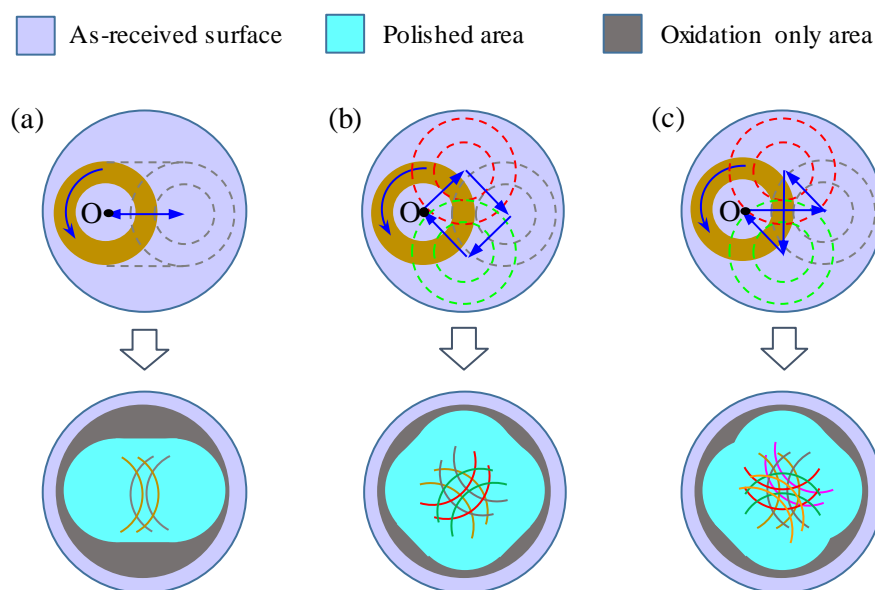 As-received surface
Polished area
Oxidation only area
(a)
(b)
(c)
O
O
O